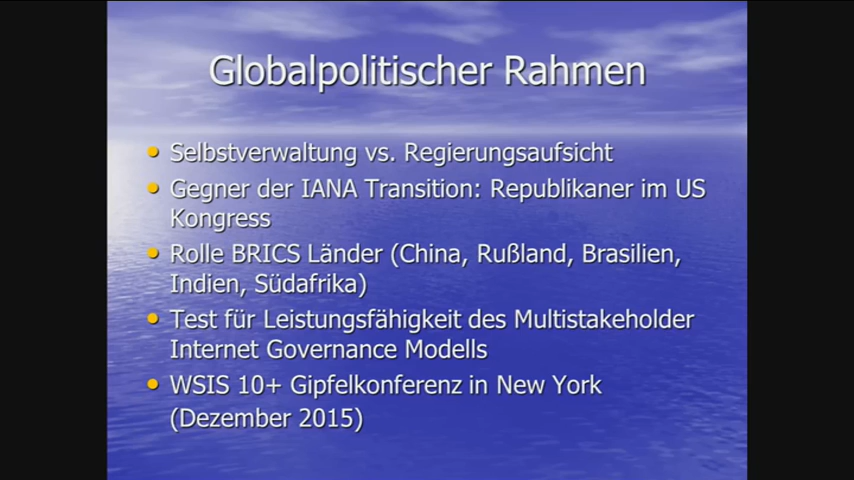 Globalpolitischer Rahmen
• Selbstverwaltung vs. Regierungsaufsicht
• Gegner der IANA Transition: Republikaner im US
Kongress
• Rolle BRICS Länder (China, Rußland, Brasilien,
Indien, Südafrika)
• Test für Leistungsfähigkeit des Multistakeholder
Internet Governance Modells
• WSIS 10+ Gipfelkonferenz in New York
(Dezember 2015)